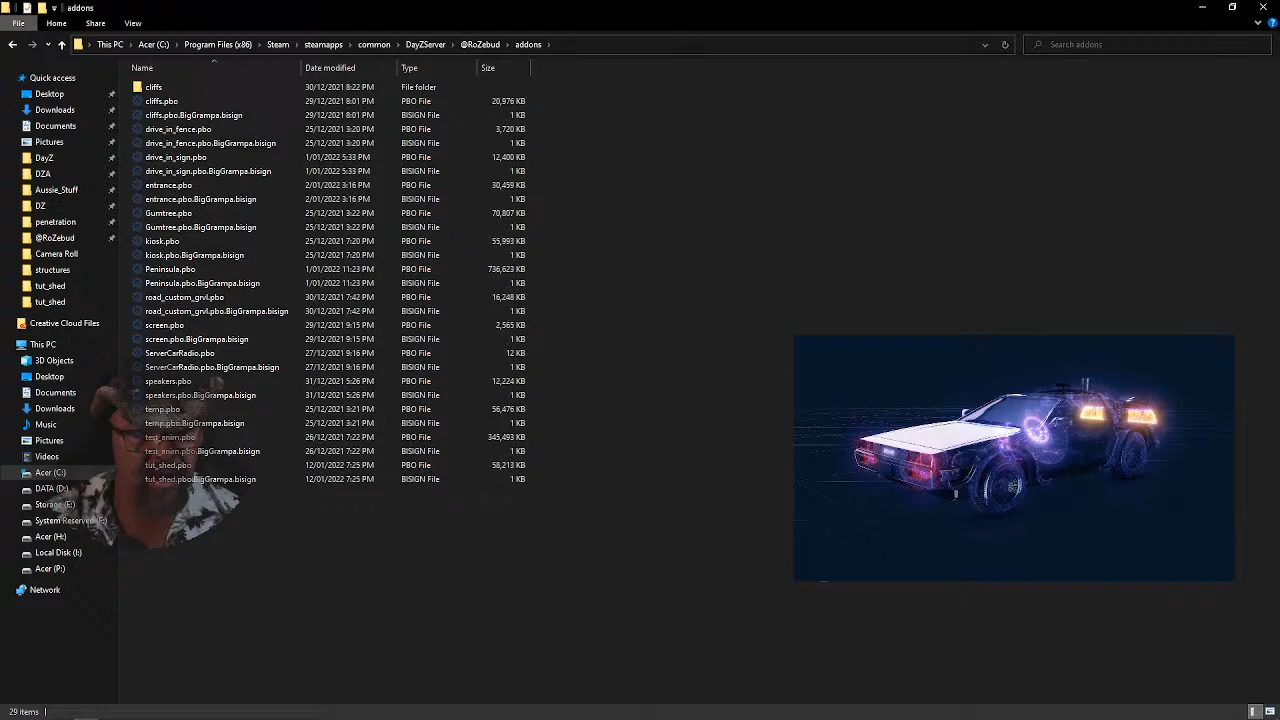 addons
File Home Share View
This PC Acer (C:) Program Files (x86) Steam steamapps common DayZServer @RoZebud addons
Search addons
Name Date modified Type Size
Quick access
Desktop
Downloads
Documents
Pictures
DayZ
DZA
Aussie_Stuff
DZ
penetration
@RoZebud
Camera Roll
structures
tut_shed
tut_shed
Creative Cloud Files
This PC
3D Objects
Desktop
Documents
Downloads
Music
Pictures
Videos
Acer (C:)
DATA (D:)
Storage (E:)
System Reserved (F:)
Acer (H:)
Local Disk (I:)
Acer (P:)
Network
cliffs 30/12/2021 8:22 PM File folder
cliffs.pbo 29/12/2021 8:01 PM PBO File 20,976 KB
cliffs.pbo.BigGrampa.bisign 29/12/2021 8:01 PM BISIGN File 1 KB
drive_in_fence.pbo 25/12/2021 3:20 PM PBO File 3,720 KB
drive_in_fence.pbo.BigGrampa.bisign 25/12/2021 3:20 PM BISIGN File 1 KB
drive_in_sign.pbo 1/01/2022 5:33 PM PBO File 12,400 KB
drive_in_sign.pbo.BigGrampa.bisign 1/01/2022 5:33 PM BISIGN File 1 KB
entrance.pbo 2/01/2022 3:16 PM PBO File 30,459 KB
entrance.pbo.BigGrampa.bisign 2/01/2022 3:16 PM BISIGN File 1 KB
Gumtree.pbo 25/12/2021 3:22 PM PBO File 70,807 KB
Gumtree.pbo.BigGrampa.bisign 25/12/2021 3:22 PM BISIGN File 1 KB
kiosk.pbo 25/12/2021 7:20 PM PBO File 55,993 KB
kiosk.pbo.BigGrampa.bisign 25/12/2021 7:20 PM BISIGN File 1 KB
Peninsula.pbo 1/01/2022 11:23 PM PBO File 736,623 KB
Peninsula.pbo.BigGrampa.bisign 1/01/2022 11:23 PM BISIGN File 1 KB
road_custom_grvl.pbo 30/12/2021 7:42 PM PBO File 16,248 KB
road_custom_grvl.pbo.BigGrampa.bisign 30/12/2021 7:42 PM BISIGN File 1 KB
screen.pbo 29/12/2021 9:15 PM PBO File 2,565 KB
screen.pbo.BigGrampa.bisign 29/12/2021 9:15 PM BISIGN File 1 KB
ServerCarRadio.pbo 27/12/2021 9:16 PM PBO File 12 KB
ServerCarRadio.pbo.BigGrampa.bisign 27/12/2021 9:16 PM BISIGN File 1 KB
speakers.pbo 31/12/2021 5:26 PM PBO File 12,224 KB
speakers.pbo.BigGrampa.bisign 31/12/2021 5:26 PM BISIGN File 1 KB
temp.pbo 25/12/2021 3:21 PM PBO File 56,476 KB
temp.pbo.BigGrampa.bisign 25/12/2021 3:21 PM BISIGN File 1 KB
test_anim.pbo 26/12/2021 7:22 PM PBO File 345,493 KB
test_anim.pbo.BigGrampa.bisign 26/12/2021 7:22 PM BISIGN File 1 KB
tut_shed.pbo 12/01/2022 7:25 PM PBO File 58,213 KB
tut_shed.pbo.BigGrampa.bisign 12/01/2022 7:25 PM BISIGN File 1 KB
29 items